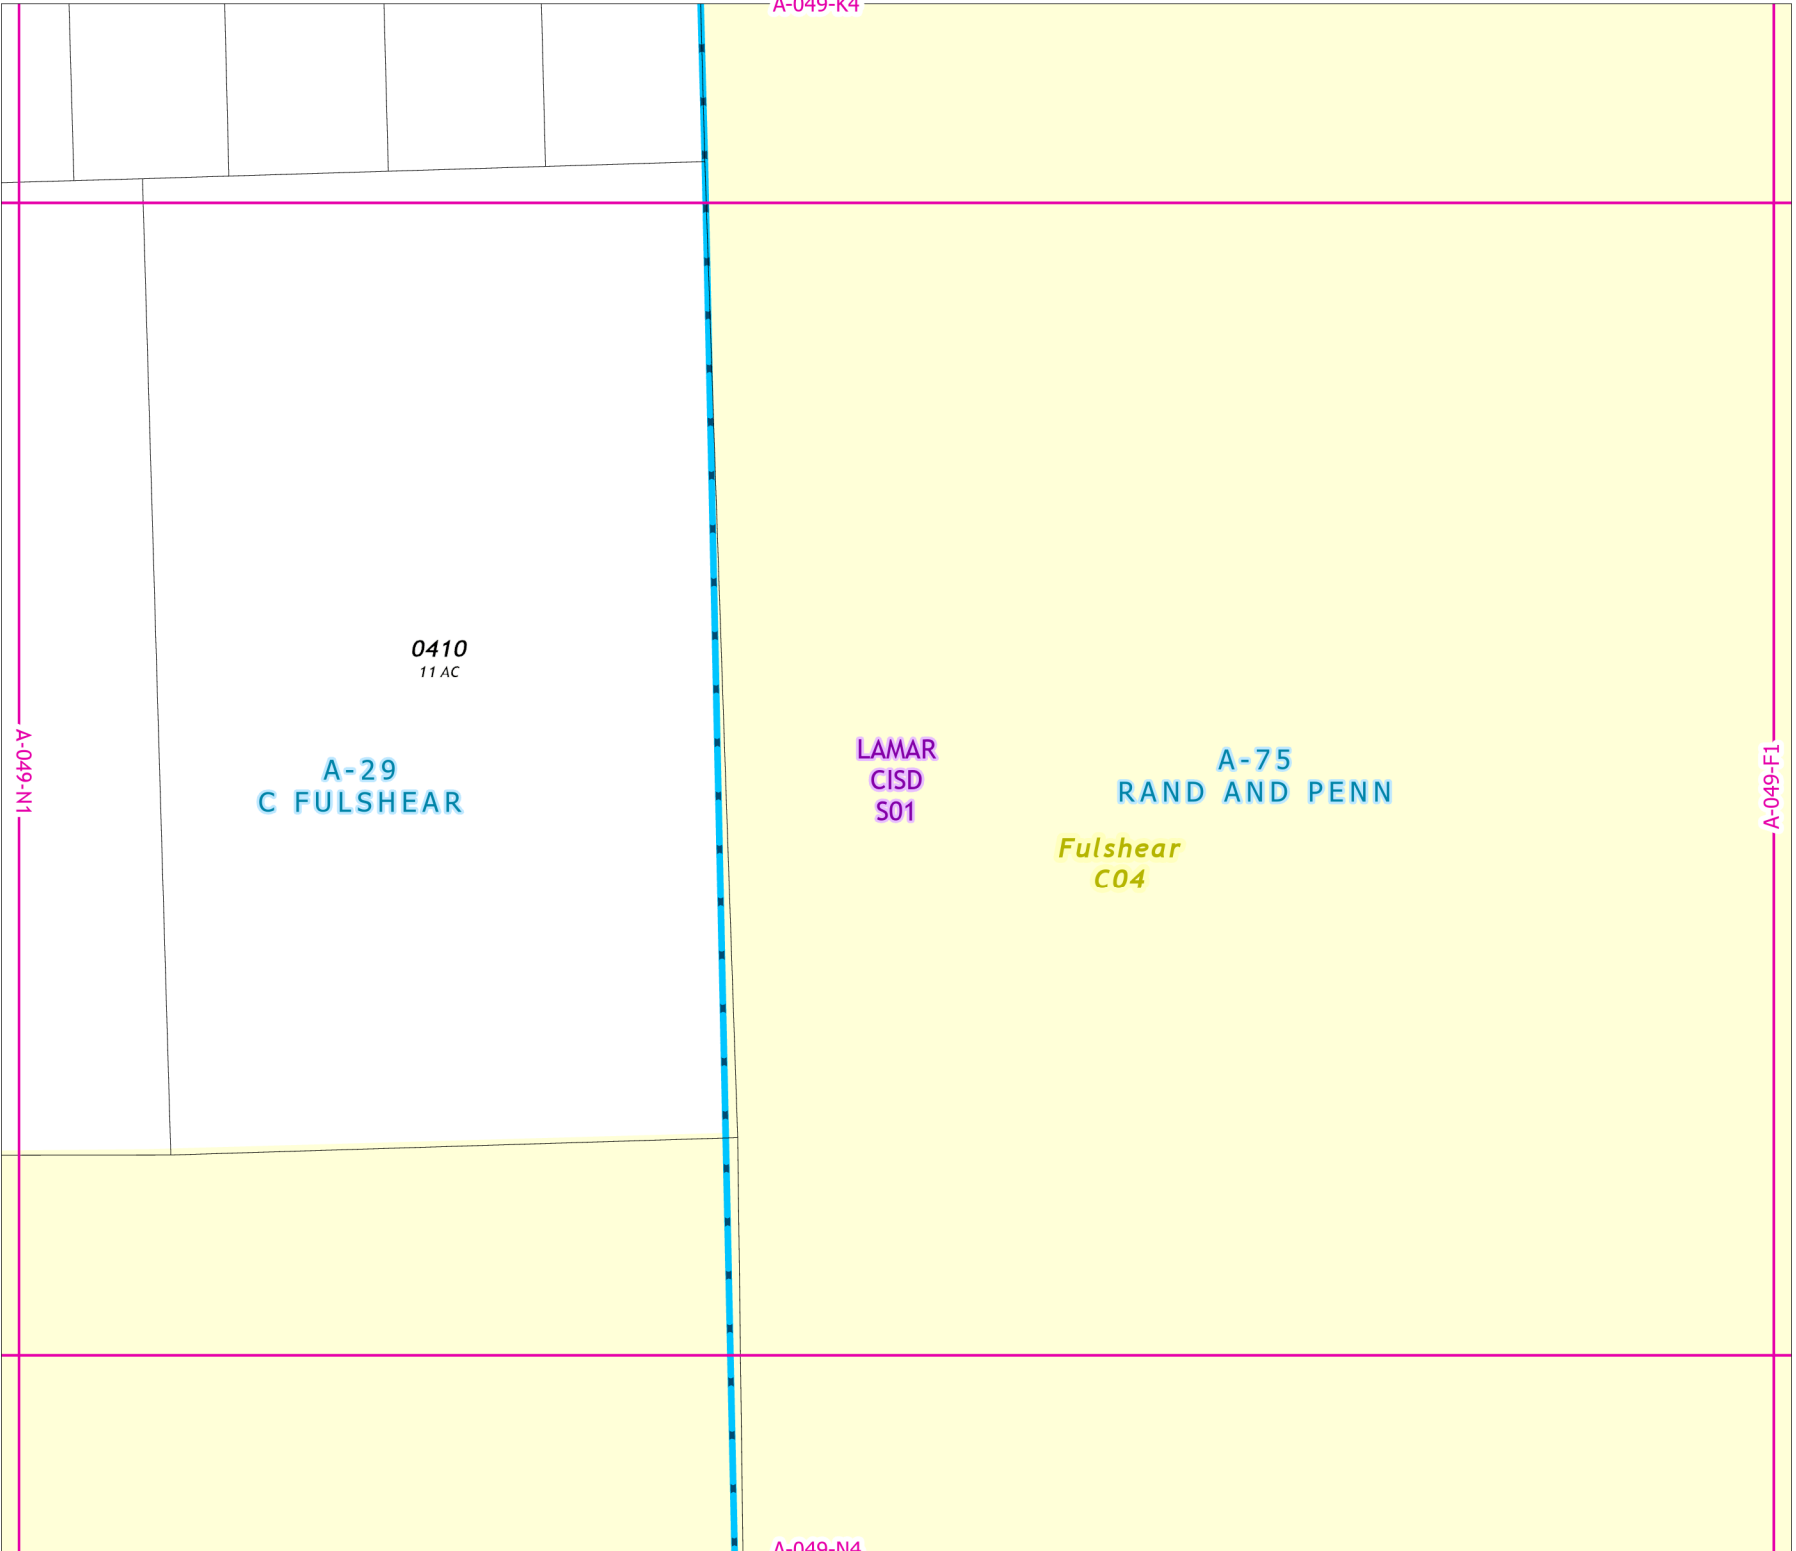 A-049-K4
0410
11 AC
A-29
C FULSHEAR
LAMAR
CISD
S01
A-75
RAND AND PENN
Fulshear
C04
A-049-N1
A-049-F1
A-049-N4